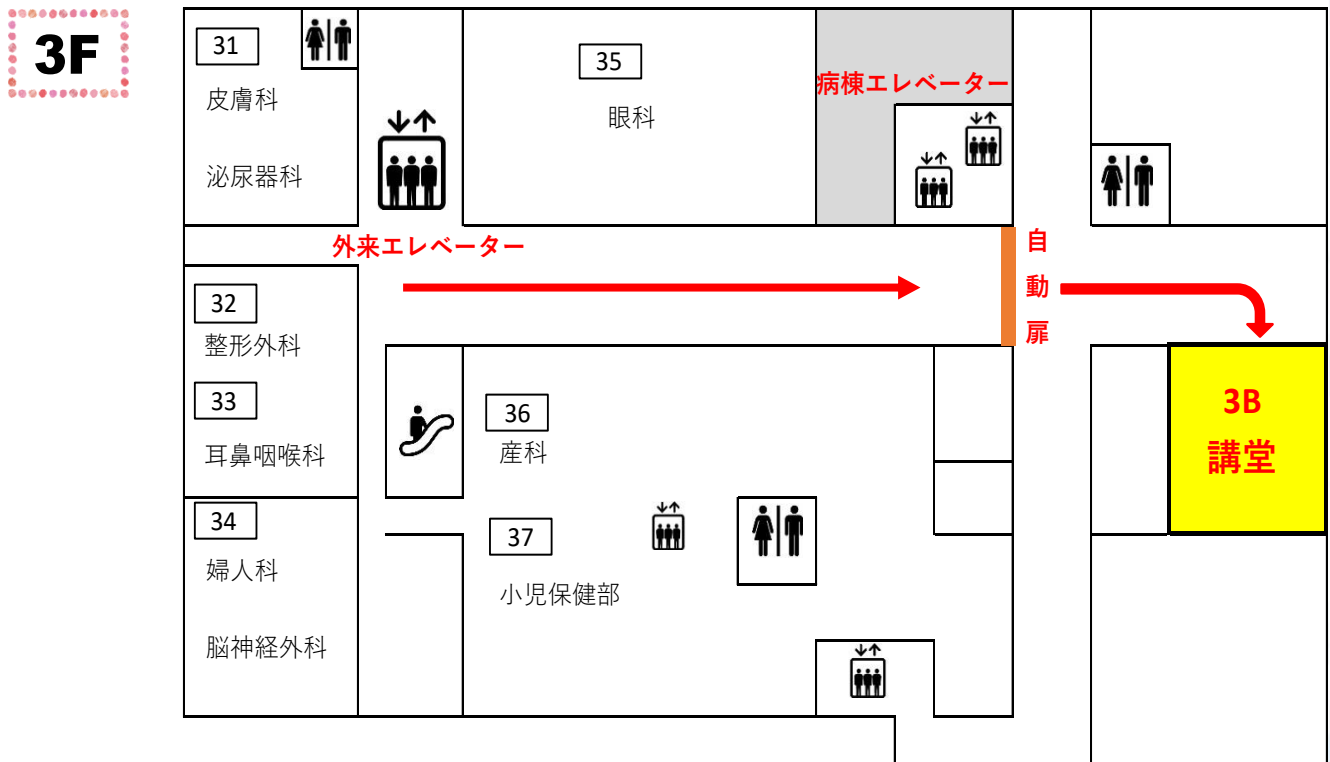 3F
31
皮膚科
泌尿器科
35
眼科
病棟エレベーター
外来エレベーター
自
動
扉
32
整形外科
33
耳鼻咽喉科
34
婦人科
脳神経外科
36
産科
37
小児保健部
3B
講堂